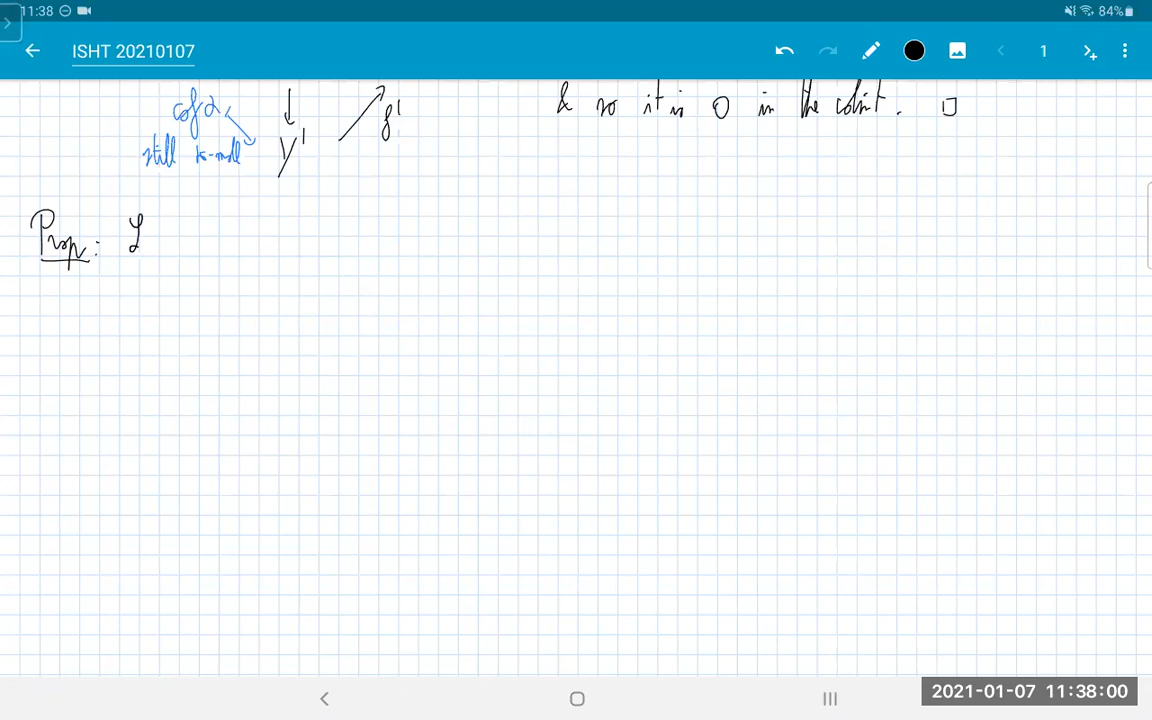 11:38 84%
ISHT 20210107 1
cof α & so it is 0 in the colimit. □
still
Y' g'
Prop: L
2021-01-07 11:38:00